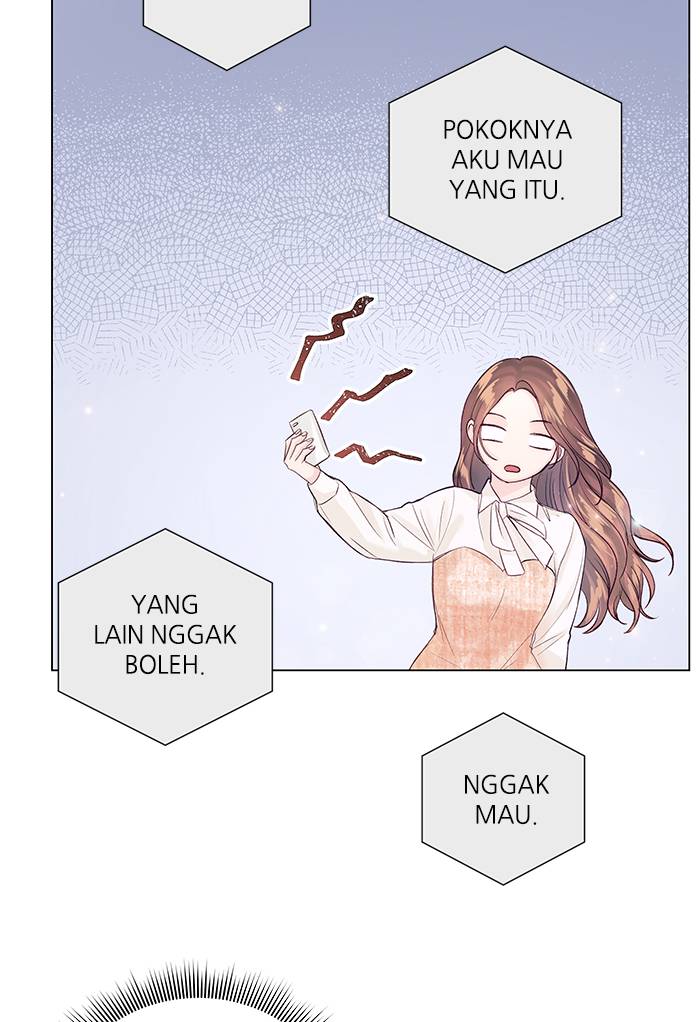 POKOKNYA
AKU MAU
YANG ITU.
YANG
LAIN NGGAK
BOLEH.
NGGAK
MAU.